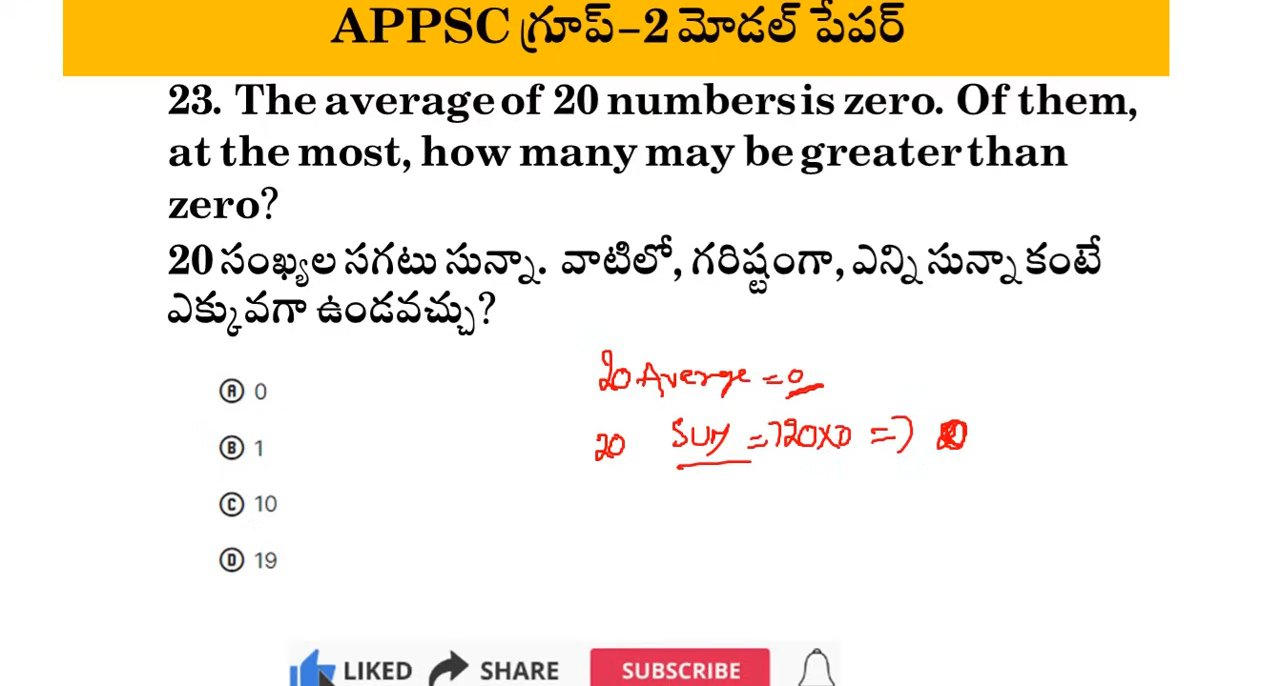 APPSC గ్రూప్-2 మోడల్ పేపర్
23. The average of 20 numbers is zero. Of them,
at the most, how many may be greater than
zero?
20 సంఖ్యల సగటు సున్నా. వాటిలో, గరిష్టంగా, ఎన్ని సున్నా కంటే
ఎక్కువగా ఉండవచ్చు?
20 Averge = 0
A 0
20 SUM => 20X0 =>
B 1
C 10
D 19
LIKED SHARE SUBSCRIBE